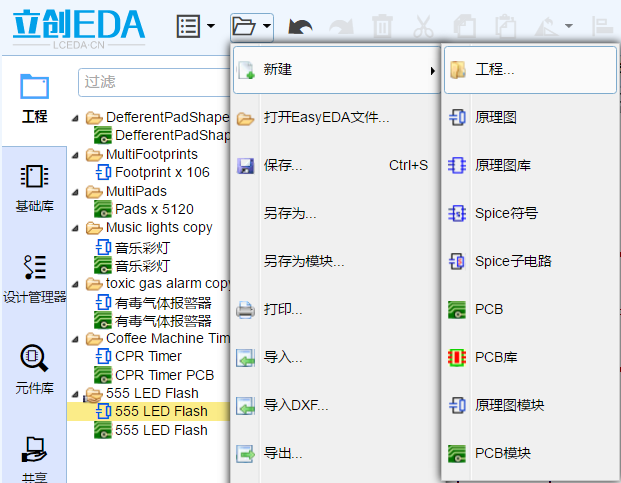 立创EDA
LCEDA·CN
工程
基础库
设计管理器
元件库
共享
过滤
DefferentPadShape
DefferentPadShap
MultiFootprints
Footprint x 106
MultiPads
Pads x 5120
Music lights copy
音乐彩灯
音乐彩灯
toxic gas alarm copy
有毒气体报警器
有毒气体报警器
Coffee Machine Tim
CPR Timer
CPR Timer PCB
555 LED Flash
555 LED Flash
555 LED Flash
新建
打开EasyEDA文件...
保存... Ctrl+S
另存为...
另存为模块...
打印...
导入...
导入DXF...
导出...
工程...
原理图
原理图库
Spice符号
Spice子电路
PCB
PCB库
原理图模块
PCB模块